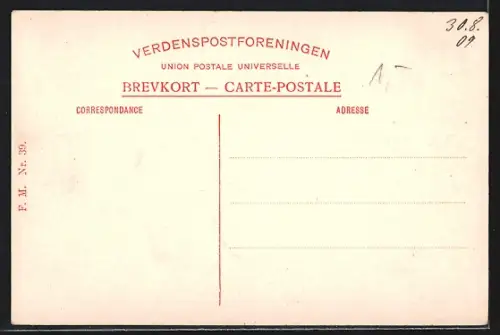 30.8.
09
VERDENSPOSTFORENINGEN
UNION POSTALE UNIVERSELLE
1,-
BREVKORT — CARTE-POSTALE
CORRESPONDANCE
ADRESSE
F. M. Nr. 39.